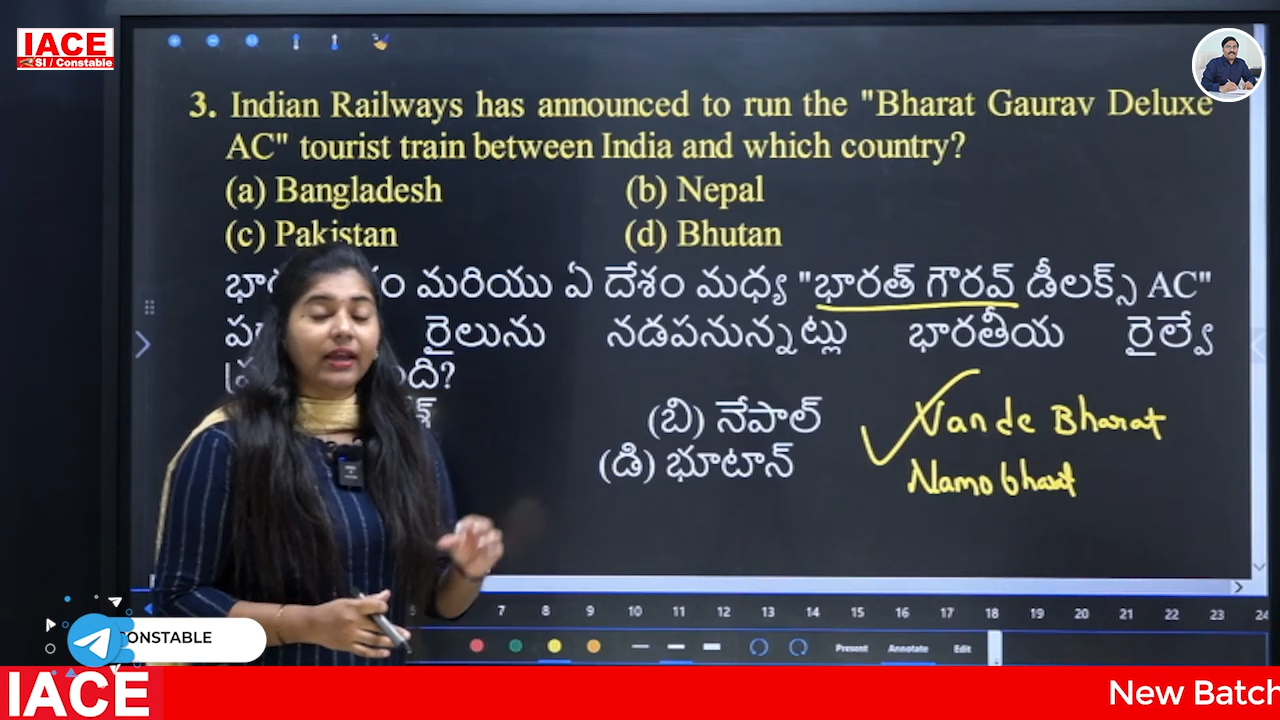 IACE
SI / Constable
3. Indian Railways has announced to run the "Bharat Gaurav Deluxe
AC" tourist train between India and which country?
(a) Bangladesh (b) Nepal
(c) Pakistan (d) Bhutan
మరియు ఏ దేశం మధ్య "భారత్ గౌరవ్ డీలక్స్ AC"
రైలును నడపనున్నట్లు భారతీయ రైల్వే
(బి) నేపాల్
(డి) భూటాన్
Vande Bharat
Namo bharat
7 8 9 10 11 12 13 14 15 16 17 18 19 20 21 22 23 24
Present Annotate Edit
CONSTABLE
IACE
New Batch